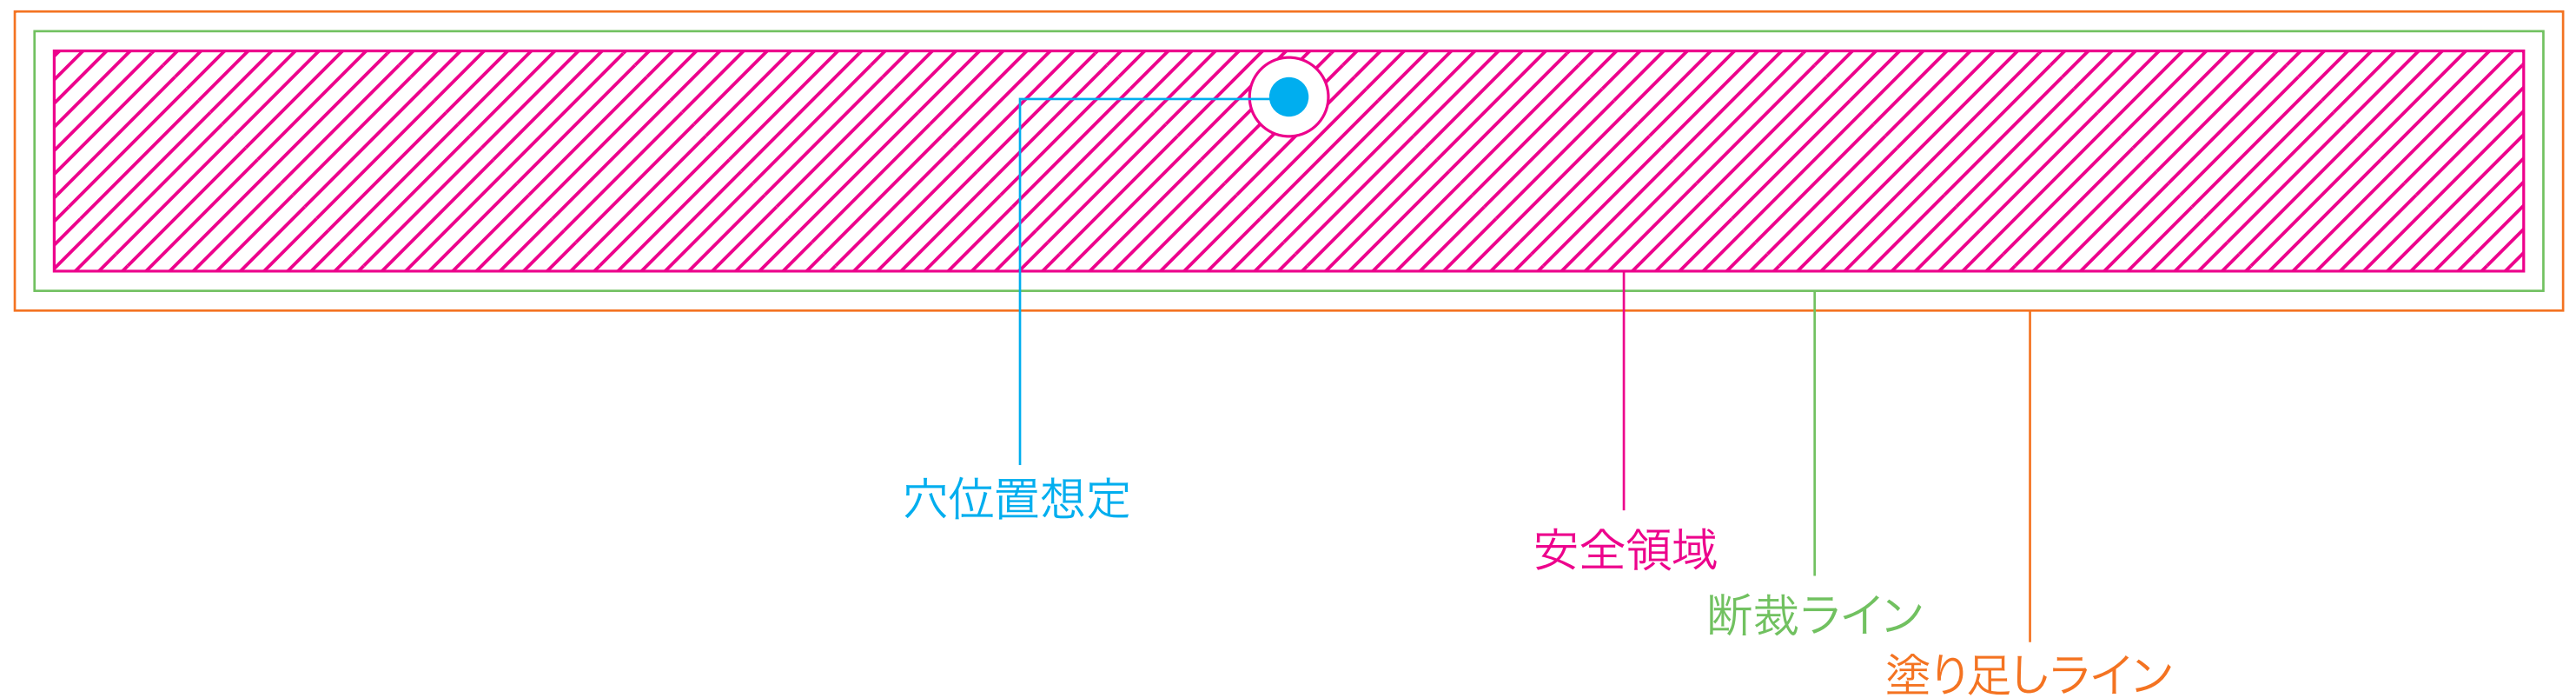 穴位置想定
安全領域
断裁ライン
塗り足しライン